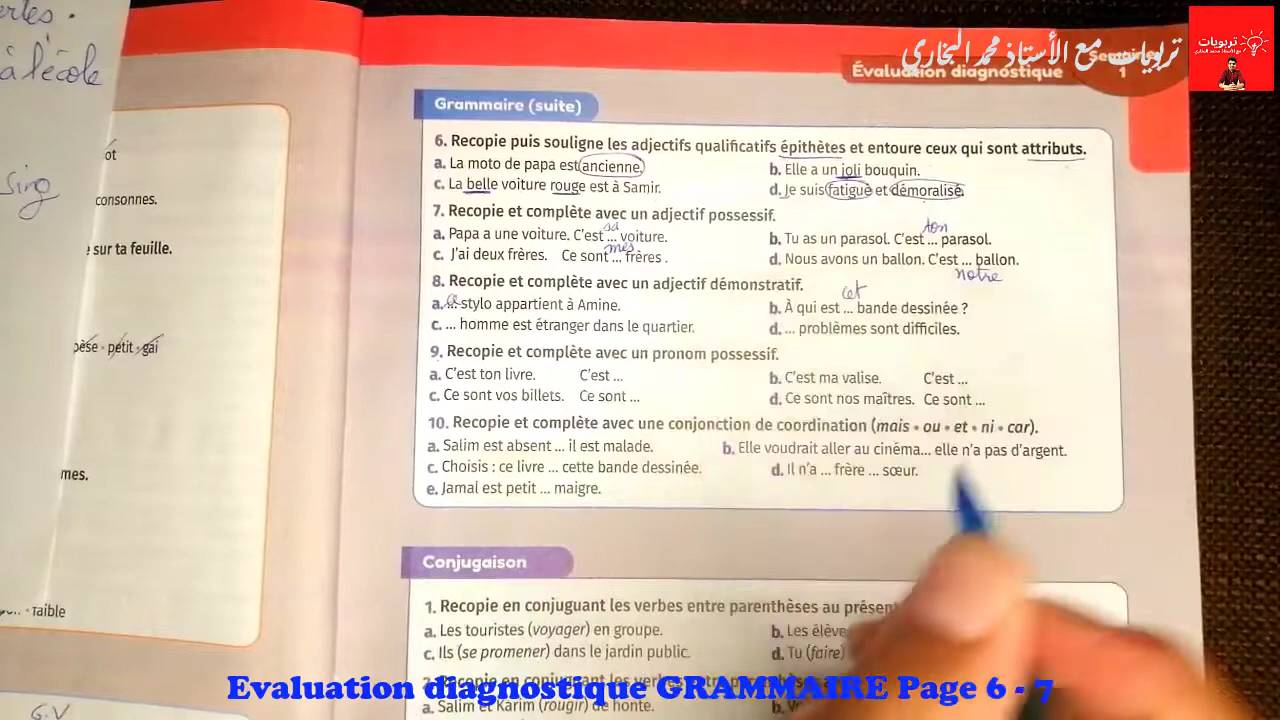 تربويات مع الأستاذ محمد البخاري
تربويات
Évaluation diagnostique
Semaine
1
à l'école
sing
ot
consonnes.
sur ta feuille.
petit · gai
mes.
G.V
Grammaire (suite)
6. Recopie puis souligne les adjectifs qualificatifs épithètes et entoure ceux qui sont attributs.
a. La moto de papa est ancienne. b. Elle a un joli bouquin.
c. La belle voiture rouge est à Samir. d. Je suis fatigué et démoralisé.
7. Recopie et complète avec un adjectif possessif.
sa ton
a. Papa a une voiture. C'est ... voiture. b. Tu as un parasol. C'est ... parasol.
mes
c. J'ai deux frères. Ce sont ... frères. d. Nous avons un ballon. C'est ... ballon.
notre
8. Recopie et complète avec un adjectif démonstratif.
cet
a. ... ce stylo appartient à Amine. b. À qui est ... bande dessinée ?
c. ... homme est étranger dans le quartier. d. ... problèmes sont difficiles.
9. Recopie et complète avec un pronom possessif.
a. C'est ton livre. C'est ... b. C'est ma valise. C'est ...
c. Ce sont vos billets. Ce sont ... d. Ce sont nos maîtres. Ce sont ...
10. Recopie et complète avec une conjonction de coordination (mais • ou • et • ni • car).
a. Salim est absent ... il est malade. b. Elle voudrait aller au cinéma... elle n'a pas d'argent.
c. Choisis : ce livre ... cette bande dessinée. d. Il n'a ... frère ... sœur.
e. Jamal est petit ... maigre.
Conjugaison
1. Recopie en conjuguant les verbes entre parenthèses au présen
a. Les touristes (voyager) en groupe. b. Les élève
c. Ils (se promener) dans le jardin public. d. Tu (faire)
a. Salim et Karim (rougir) de honte. b.
Evaluation diagnostique GRAMMAIRE Page 6 - 7